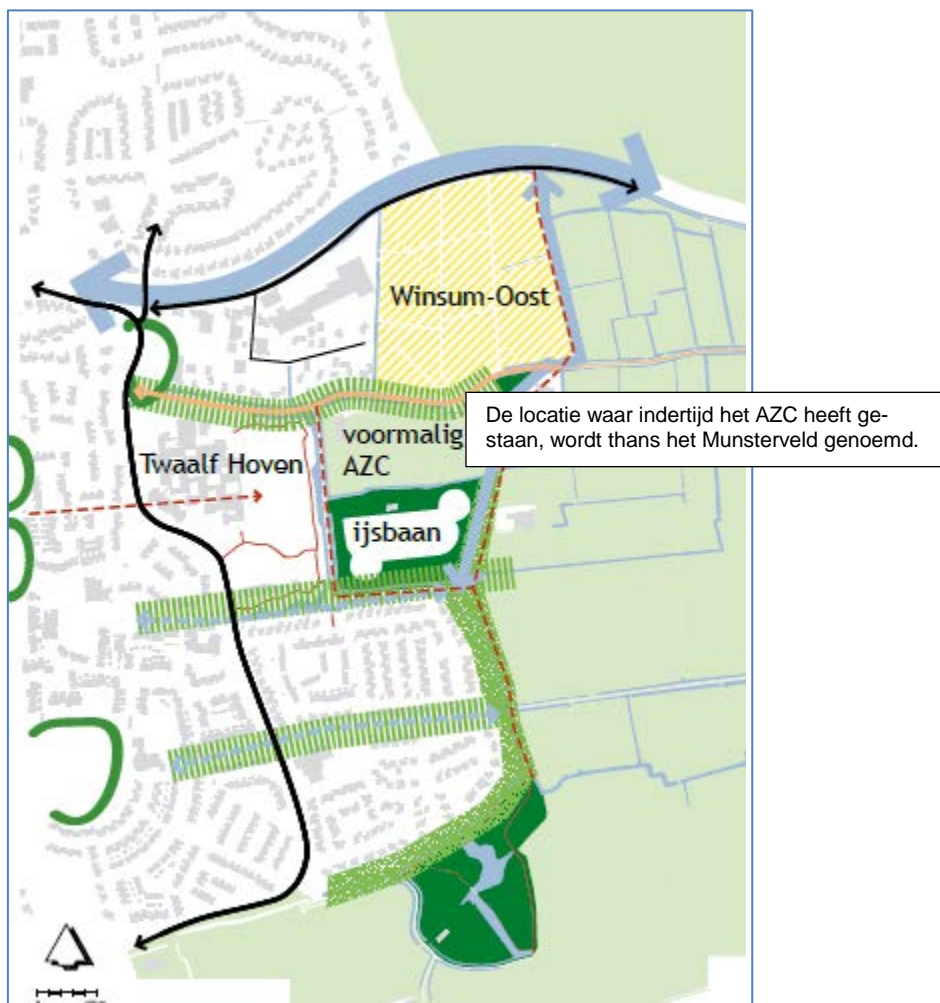 Winsum-Oost
De locatie waar indertijd het AZC heeft ge-
staan, wordt thans het Munsterveld genoemd.
voormalig
AZC
Twaalf Hoven
ijsbaan